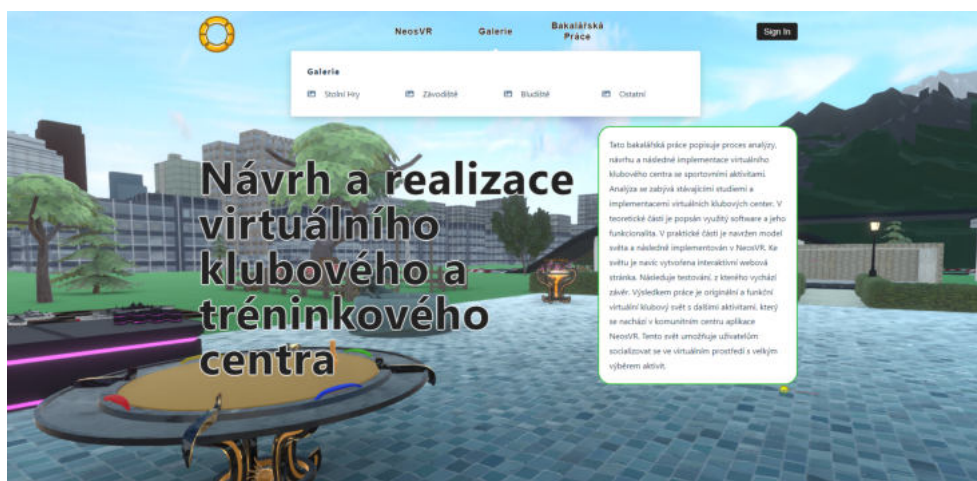 NeosVR
Galerie
Bakalářská
Práce
Sign In
Galerie
Stolní Hry
Závodiště
Bludiště
Ostatní
Návrh a realizace
virtuálního
klubového a
tréninkového
centra
Tato bakalářská práce popisuje proces analýzy,
návrhu a následné implementace virtuálního
klubového centra se sportovními aktivitami.
Analýza se zabývá stávajícími studiemi a
implementacemi virtuálních klubových center. V
teoretické části je popsán využitý software a jeho
funkcionalita. V praktické části je navržen model
světa a následně implementován v NeosVR. Ke
světu je navíc vytvořena interaktivní webová
stránka. Následuje testování, z kterého vychází
závěr. Výsledkem práce je originální a funkční
virtuální klubový svět s dalšími aktivitami, který
se nachází v komunitním centru aplikace
NeosVR. Tento svět umožňuje uživatelům
socializovat se ve virtuálním prostředí s velkým
výběrem aktivit.